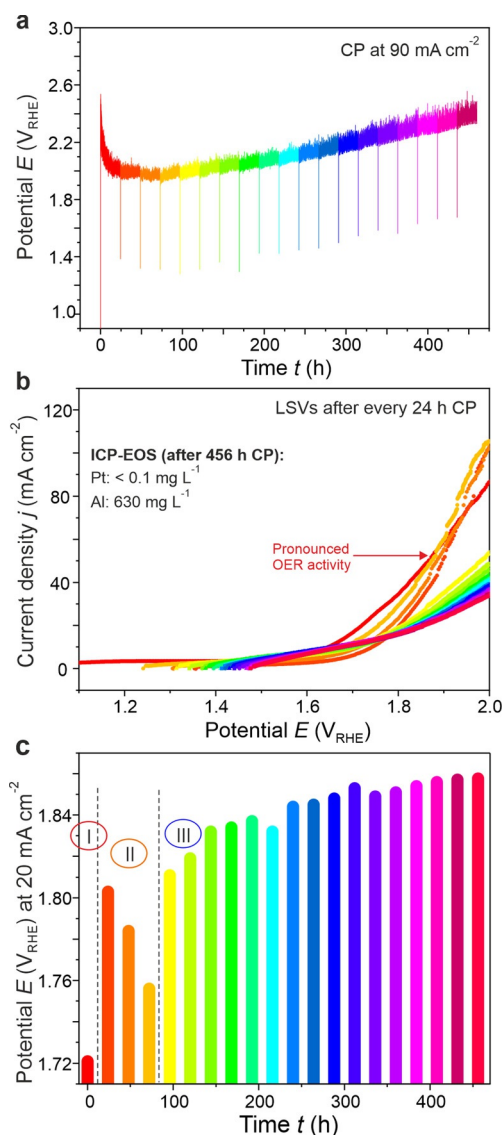 a
CP at 90 mA cm⁻²
3.0
2.6
2.2
1.8
1.4
1.0
Potential E (V_RHE)
0
100
200
300
400
Time t (h)
b
LSVs after every 24 h CP
120
80
40
0
Current density j (mA cm⁻²)
ICP-EOS (after 456 h CP):
Pt: < 0.1 mg L⁻¹
Al: 630 mg L⁻¹
Pronounced
OER activity
1.2
1.4
1.6
1.8
2.0
Potential E (V_RHE)
c
1.84
1.80
1.76
1.72
Potential E (V_RHE) at 20 mA cm⁻²
I
II
III
0
100
200
300
400
Time t (h)